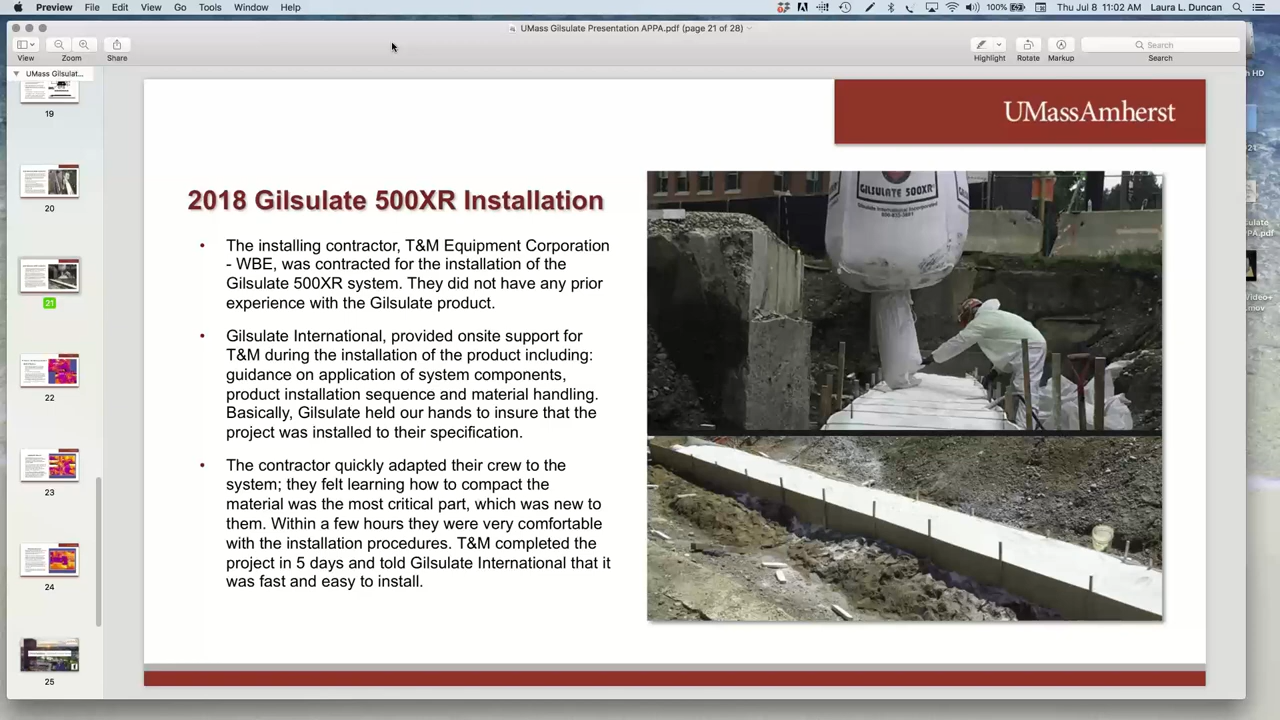 Preview File Edit View Go Tools Window Help
100% Thu Jul 8 11:02 AM Laura L. Duncan
UMass Gilsulate Presentation APPA.pdf (page 21 of 28)
View Zoom Share
Highlight Rotate Markup Search
Search
UMass Gilsulat...
19
20
21
22
23
24
25
UMassAmherst
2018 Gilsulate 500XR Installation
• The installing contractor, T&M Equipment Corporation
- WBE, was contracted for the installation of the
Gilsulate 500XR system. They did not have any prior
experience with the Gilsulate product.
• Gilsulate International, provided onsite support for
T&M during the installation of the product including:
guidance on application of system components,
product installation sequence and material handling.
Basically, Gilsulate held our hands to insure that the
project was installed to their specification.
• The contractor quickly adapted their crew to the
system; they felt learning how to compact the
material was the most critical part, which was new to
them. Within a few hours they were very comfortable
with the installation procedures. T&M completed the
project in 5 days and told Gilsulate International that it
was fast and easy to install.
GILSULATE 500XR
Gilsulate International Incorporated